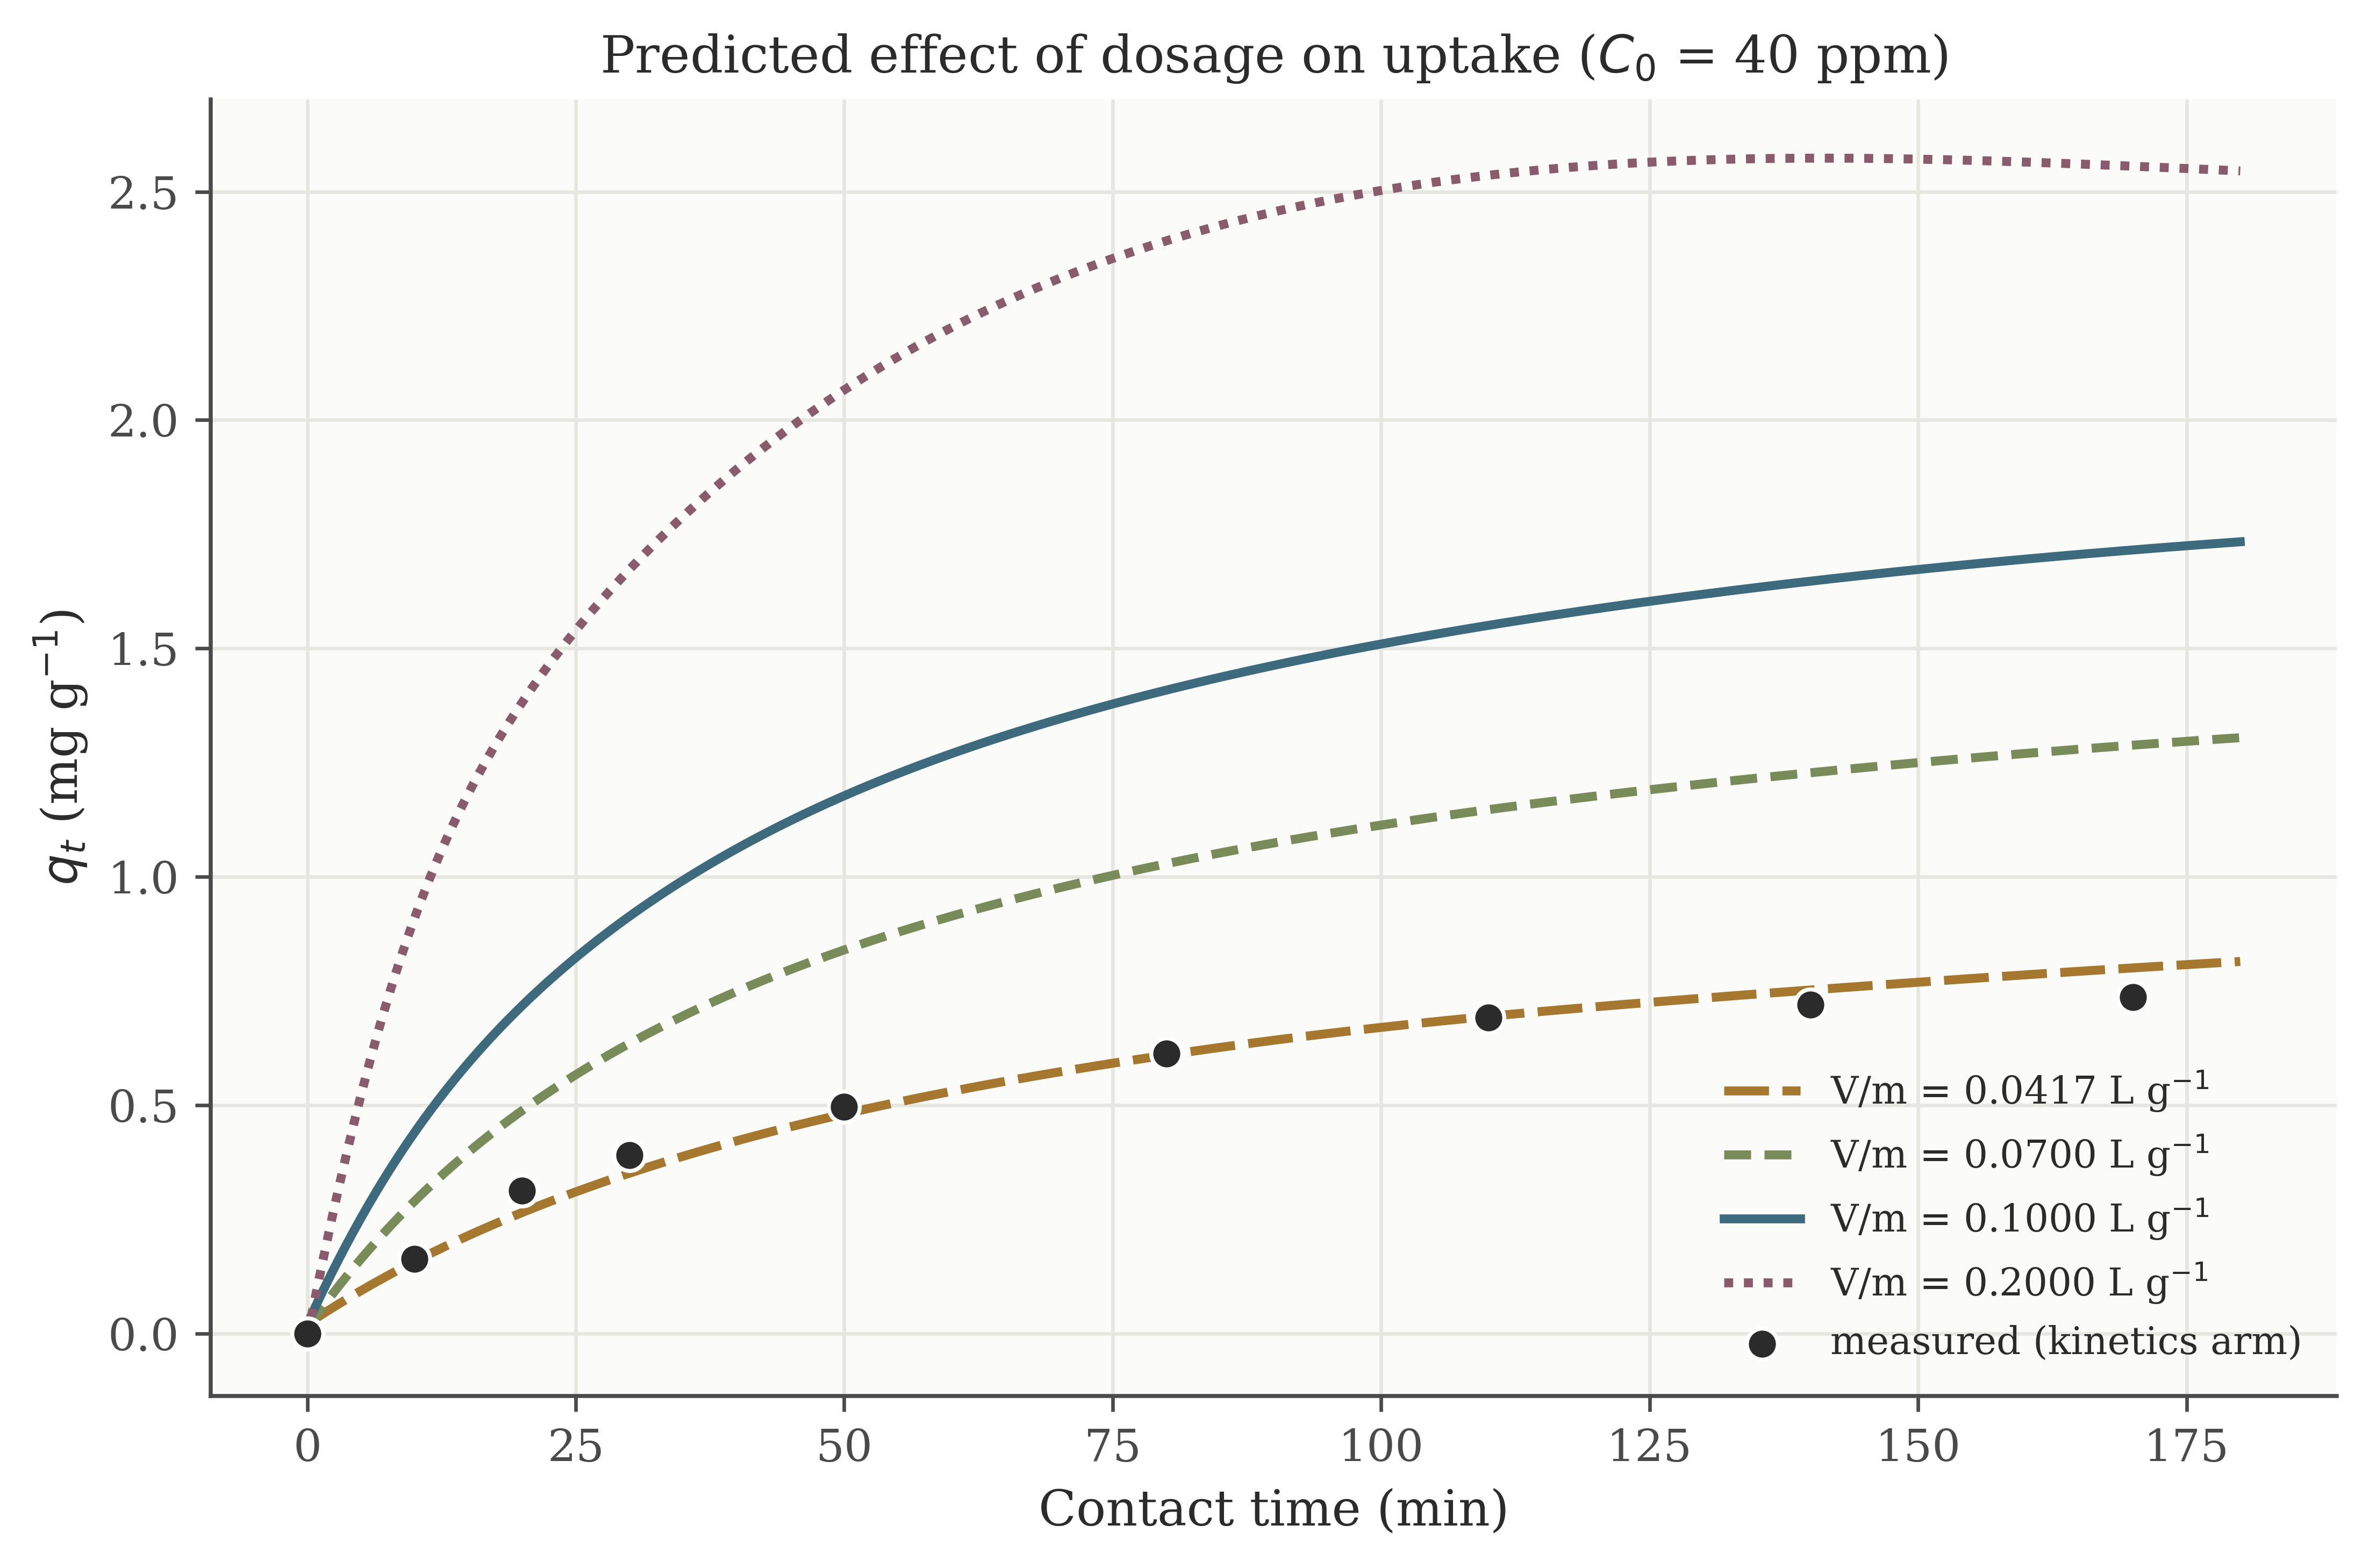 Predicted effect of dosage on uptake (C₀ = 40 ppm)
qₜ (mg g⁻¹)
2.5
2.0
1.5
1.0
0.5
0.0
V/m = 0.0417 L g⁻¹
V/m = 0.0700 L g⁻¹
V/m = 0.1000 L g⁻¹
V/m = 0.2000 L g⁻¹
measured (kinetics arm)
0 25 50 75 100 125 150 175
Contact time (min)